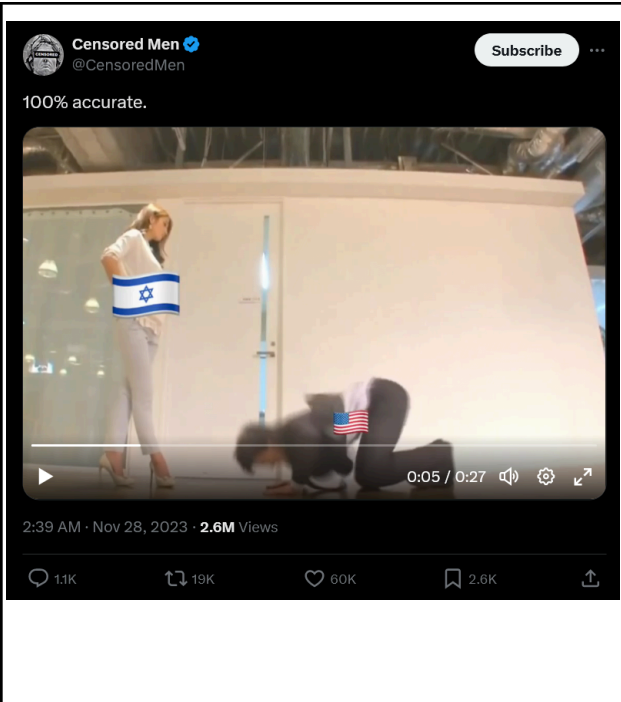 Censored Men
@CensoredMen
Subscribe
100% accurate.
CENSORED
0:05 / 0:27
2:39 AM · Nov 28, 2023 · 2.6M Views
1.1K 19K 60K 2.6K